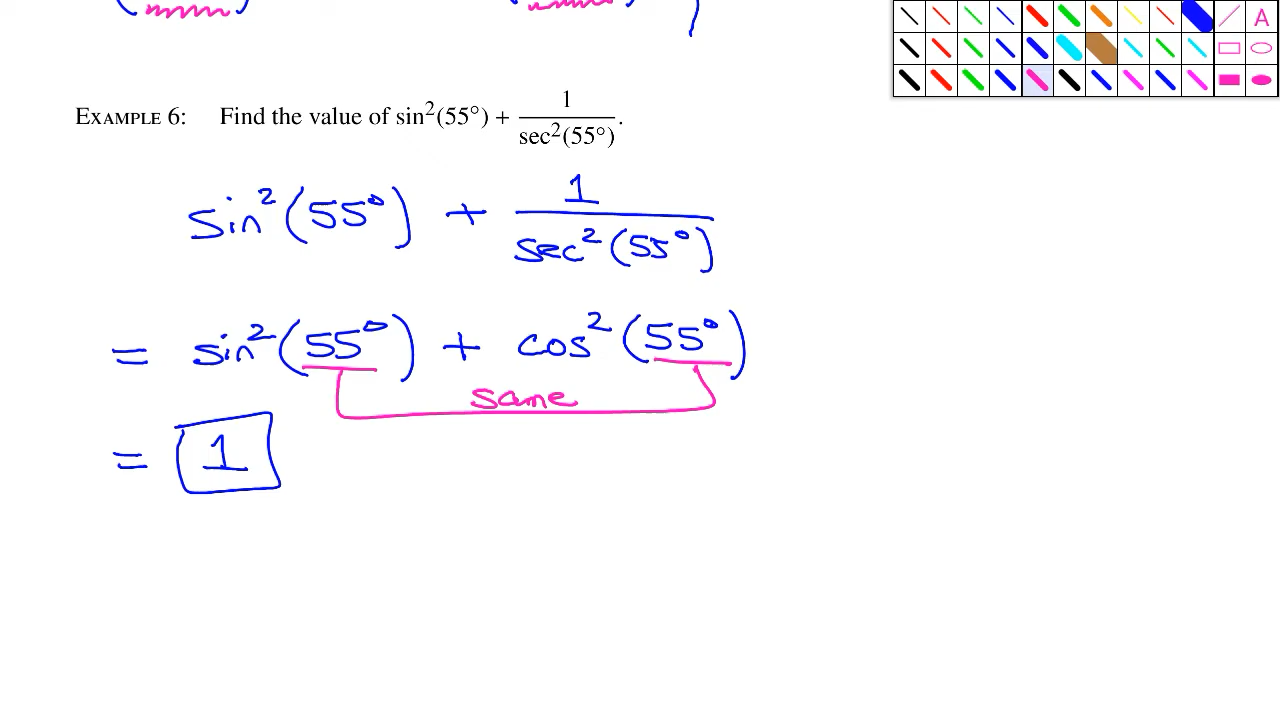 EXAMPLE 6: Find the value of sin²(55°) + 1/sec²(55°).
sin²(55°) + 1/sec²(55°)
= sin²(55°) + cos²(55°)
same
= 1
A